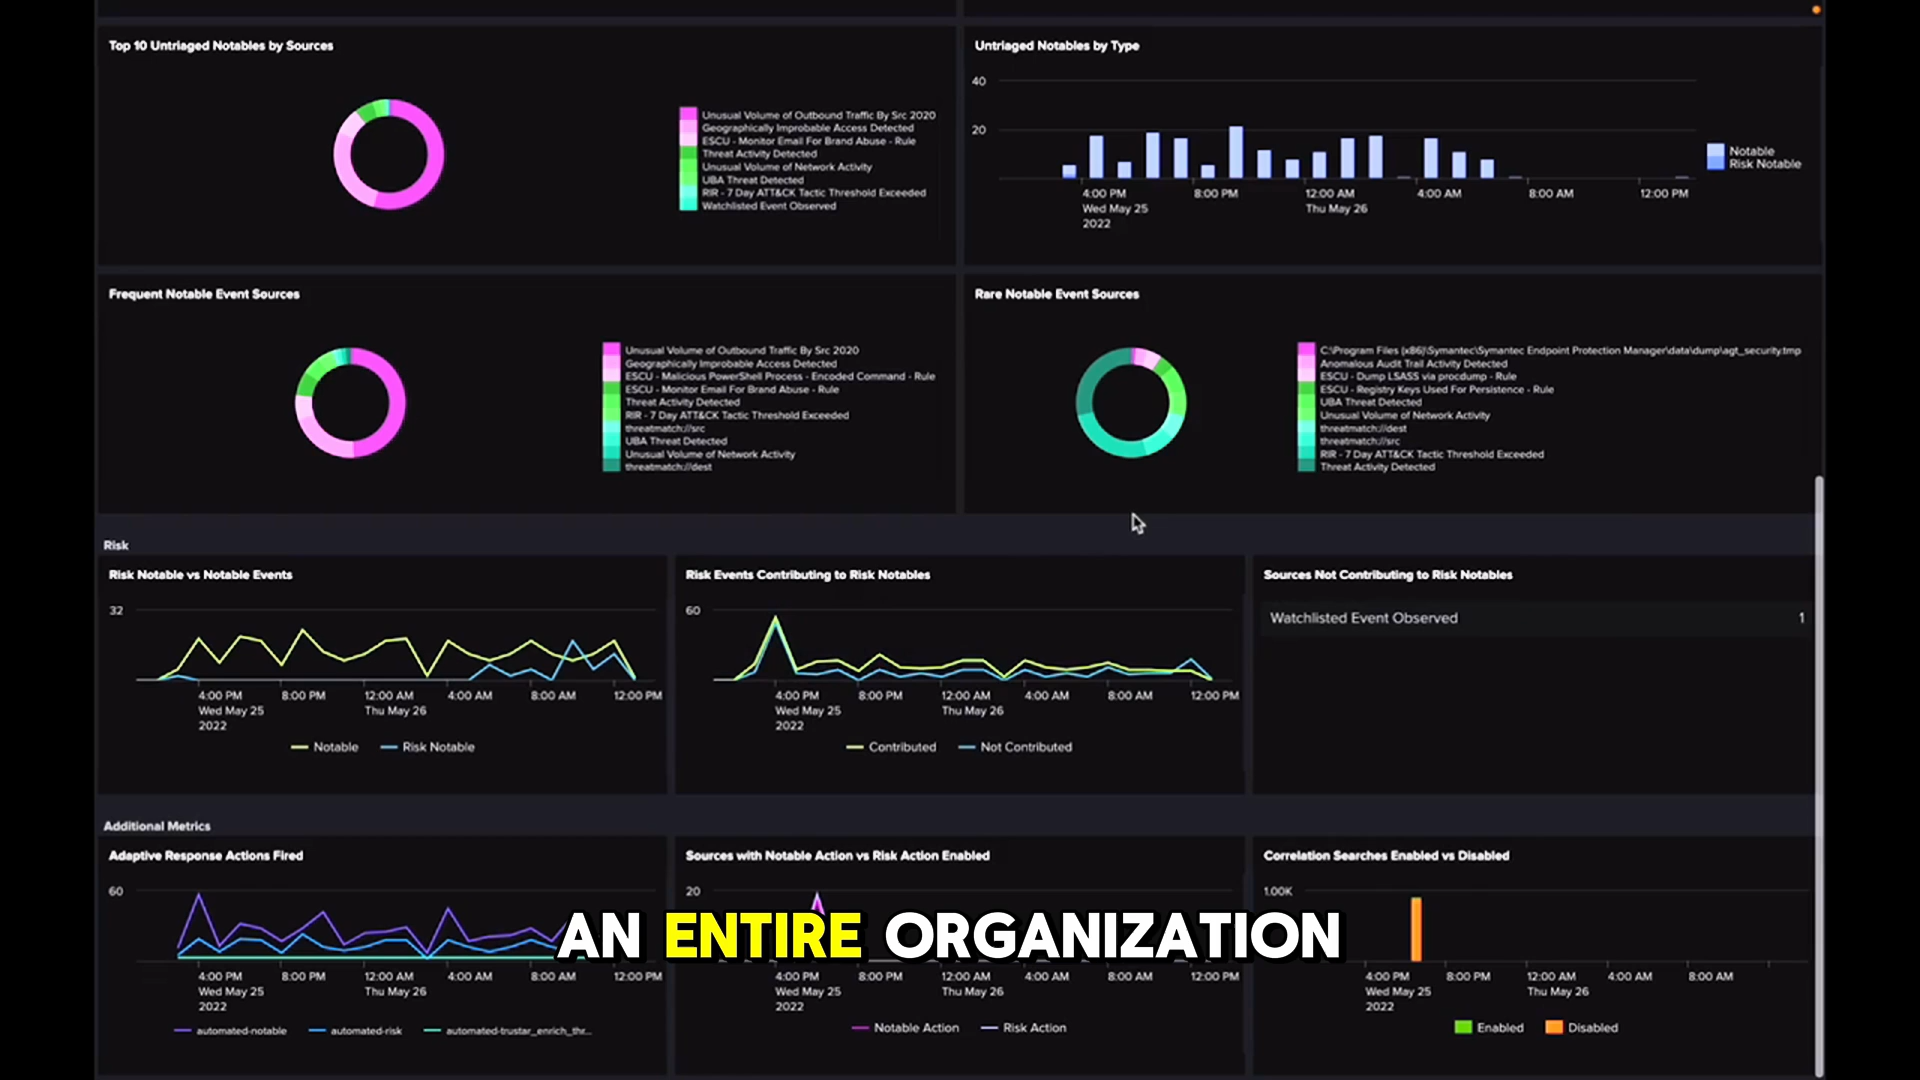 Top 10 Untriaged Notables by Sources
Unusual Volume of Outbound Traffic By Src 2020
Geographically Improbable Access Detected
ESCU - Monitor Email For Brand Abuse - Rule
Threat Activity Detected
Unusual Volume of Network Activity
UBA Threat Detected
RIR - 7 Day ATT&CK Tactic Threshold Exceeded
Watchlisted Event Observed
Untriaged Notables by Type
40
20
4:00 PM 8:00 PM 12:00 AM 4:00 AM 8:00 AM 12:00 PM
Wed May 25 Thu May 26
2022
Notable
Risk Notable
Frequent Notable Event Sources
Unusual Volume of Outbound Traffic By Src 2020
Geographically Improbable Access Detected
ESCU - Malicious PowerShell Process - Encoded Command - Rule
ESCU - Monitor Email For Brand Abuse - Rule
Threat Activity Detected
RIR - 7 Day ATT&CK Tactic Threshold Exceeded
threatmatch://src
UBA Threat Detected
Unusual Volume of Network Activity
threatmatch://dest
Rare Notable Event Sources
C:\Program Files (x86)\Symantec\Symantec Endpoint Protection Manager\data\dump\agt_security.tmp
Anomalous Audit Trail Activity Detected
ESCU - Dump LSASS via procdump - Rule
ESCU - Registry Keys Used For Persistence - Rule
UBA Threat Detected
Unusual Volume of Network Activity
threatmatch://dest
threatmatch://src
RIR - 7 Day ATT&CK Tactic Threshold Exceeded
Threat Activity Detected
Risk
Risk Notable vs Notable Events
32
4:00 PM 8:00 PM 12:00 AM 4:00 AM 8:00 AM 12:00 PM
Wed May 25 Thu May 26
2022
Notable Risk Notable
Risk Events Contributing to Risk Notables
60
4:00 PM 8:00 PM 12:00 AM 4:00 AM 8:00 AM 12:00 PM
Wed May 25 Thu May 26
2022
Contributed Not Contributed
Sources Not Contributing to Risk Notables
Watchlisted Event Observed 1
Additional Metrics
Adaptive Response Actions Fired
60
4:00 PM 8:00 PM 12:00 AM 4:00 AM 8:00 AM 12:00 PM
Wed May 25 Thu May 26
2022
automated-notable automated-risk automated-trustar_enrich_thr...
Sources with Notable Action vs Risk Action Enabled
20
4:00 PM 8:00 PM 12:00 AM 4:00 AM 8:00 AM 12:00 PM
Wed May 25 Thu May 26
2022
Notable Action Risk Action
Correlation Searches Enabled vs Disabled
1.00K
4:00 PM 8:00 PM 12:00 AM 4:00 AM 8:00 AM
Wed May 25 Thu May 26
2022
Enabled Disabled
AN ENTIRE ORGANIZATION